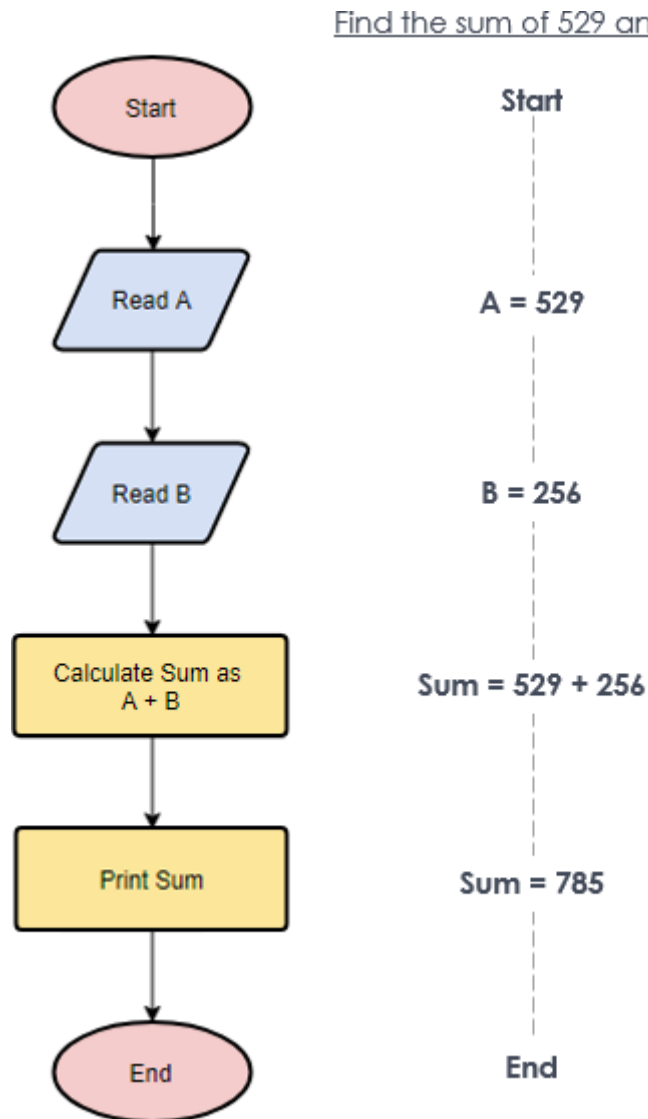 Find the sum of 529 an
Start
Start
Read A
A = 529
Read B
B = 256
Calculate Sum as
A + B
Sum = 529 + 256
Print Sum
Sum = 785
End
End